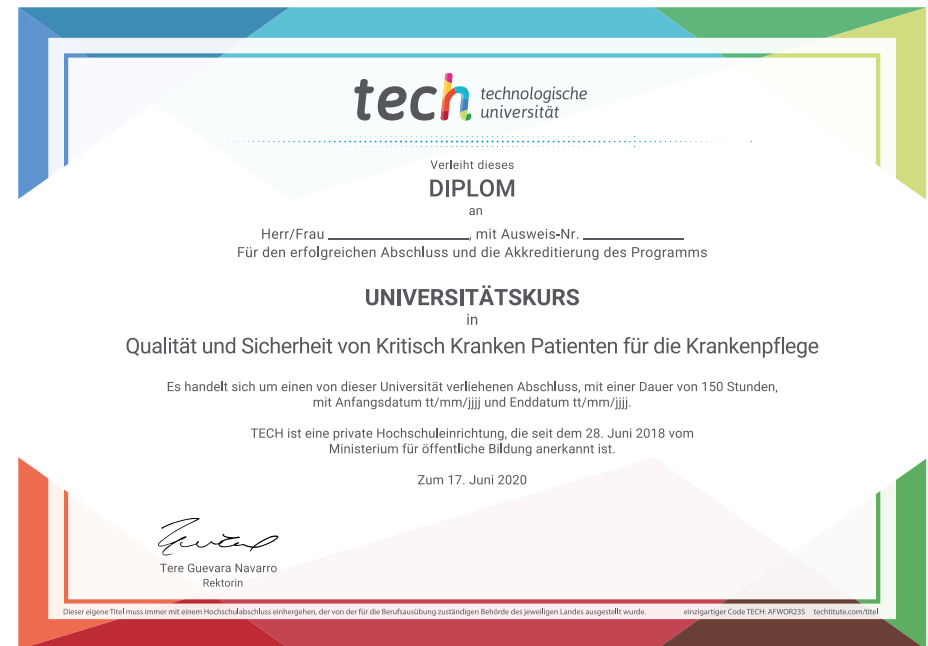 tech technologische
universität
Verleiht dieses
DIPLOM
an
Herr/Frau ____________________, mit Ausweis-Nr. ______________
Für den erfolgreichen Abschluss und die Akkreditierung des Programms
UNIVERSITÄTSKURS
in
Qualität und Sicherheit von Kritisch Kranken Patienten für die Krankenpflege
Es handelt sich um einen von dieser Universität verliehenen Abschluss, mit einer Dauer von 150 Stunden,
mit Anfangsdatum tt/mm/jjjj und Enddatum tt/mm/jjjj.
TECH ist eine private Hochschuleinrichtung, die seit dem 28. Juni 2018 vom
Ministerium für öffentliche Bildung anerkannt ist.
Zum 17. Juni 2020
Tere Guevara Navarro
Rektorin
Dieser eigene Titel muss immer mit einem Hochschulabschluss einhergehen, der von der für die Berufsausübung zuständigen Behörde des jeweiligen Landes ausgestellt wurde. einzigartiger Code TECH: AFWOR23S techtitute.com/titel